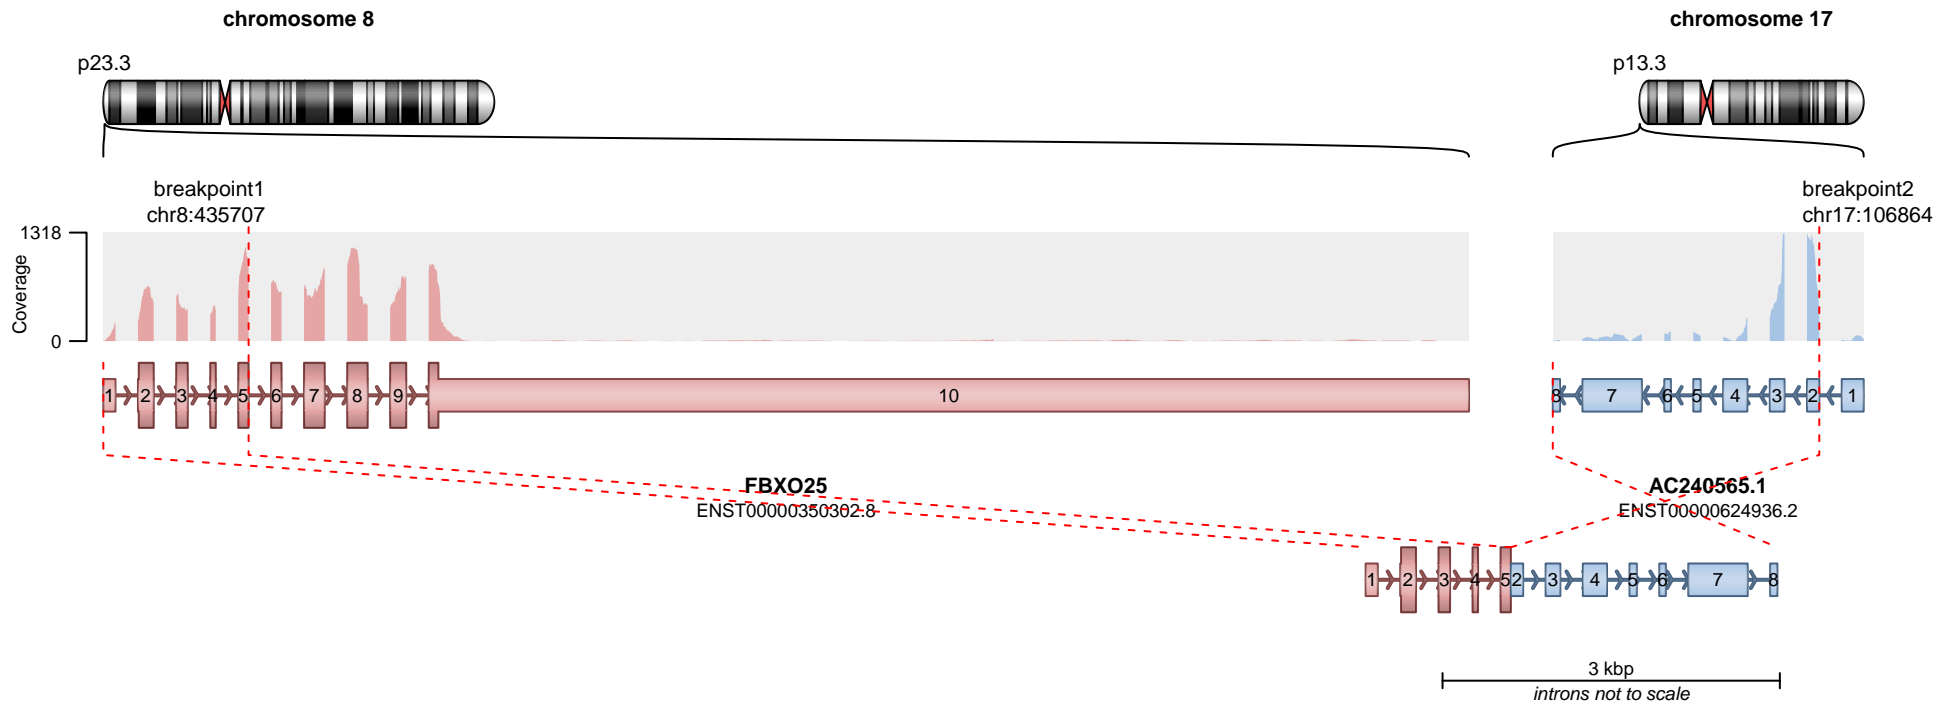 chromosome 8
chromosome 17
p23.3
p13.3
breakpoint1
chr8:435707
breakpoint2
chr17:106864
1318
0
Coverage
1 2 3 4 5 6 7 8 9 10
8 7 6 5 4 3 2 1
FBXO25
ENST00000350302.8
AC240565.1
ENST00000624936.2
1 2 3 4 5 2 3 4 5 6 7 8
3 kbp
introns not to scale